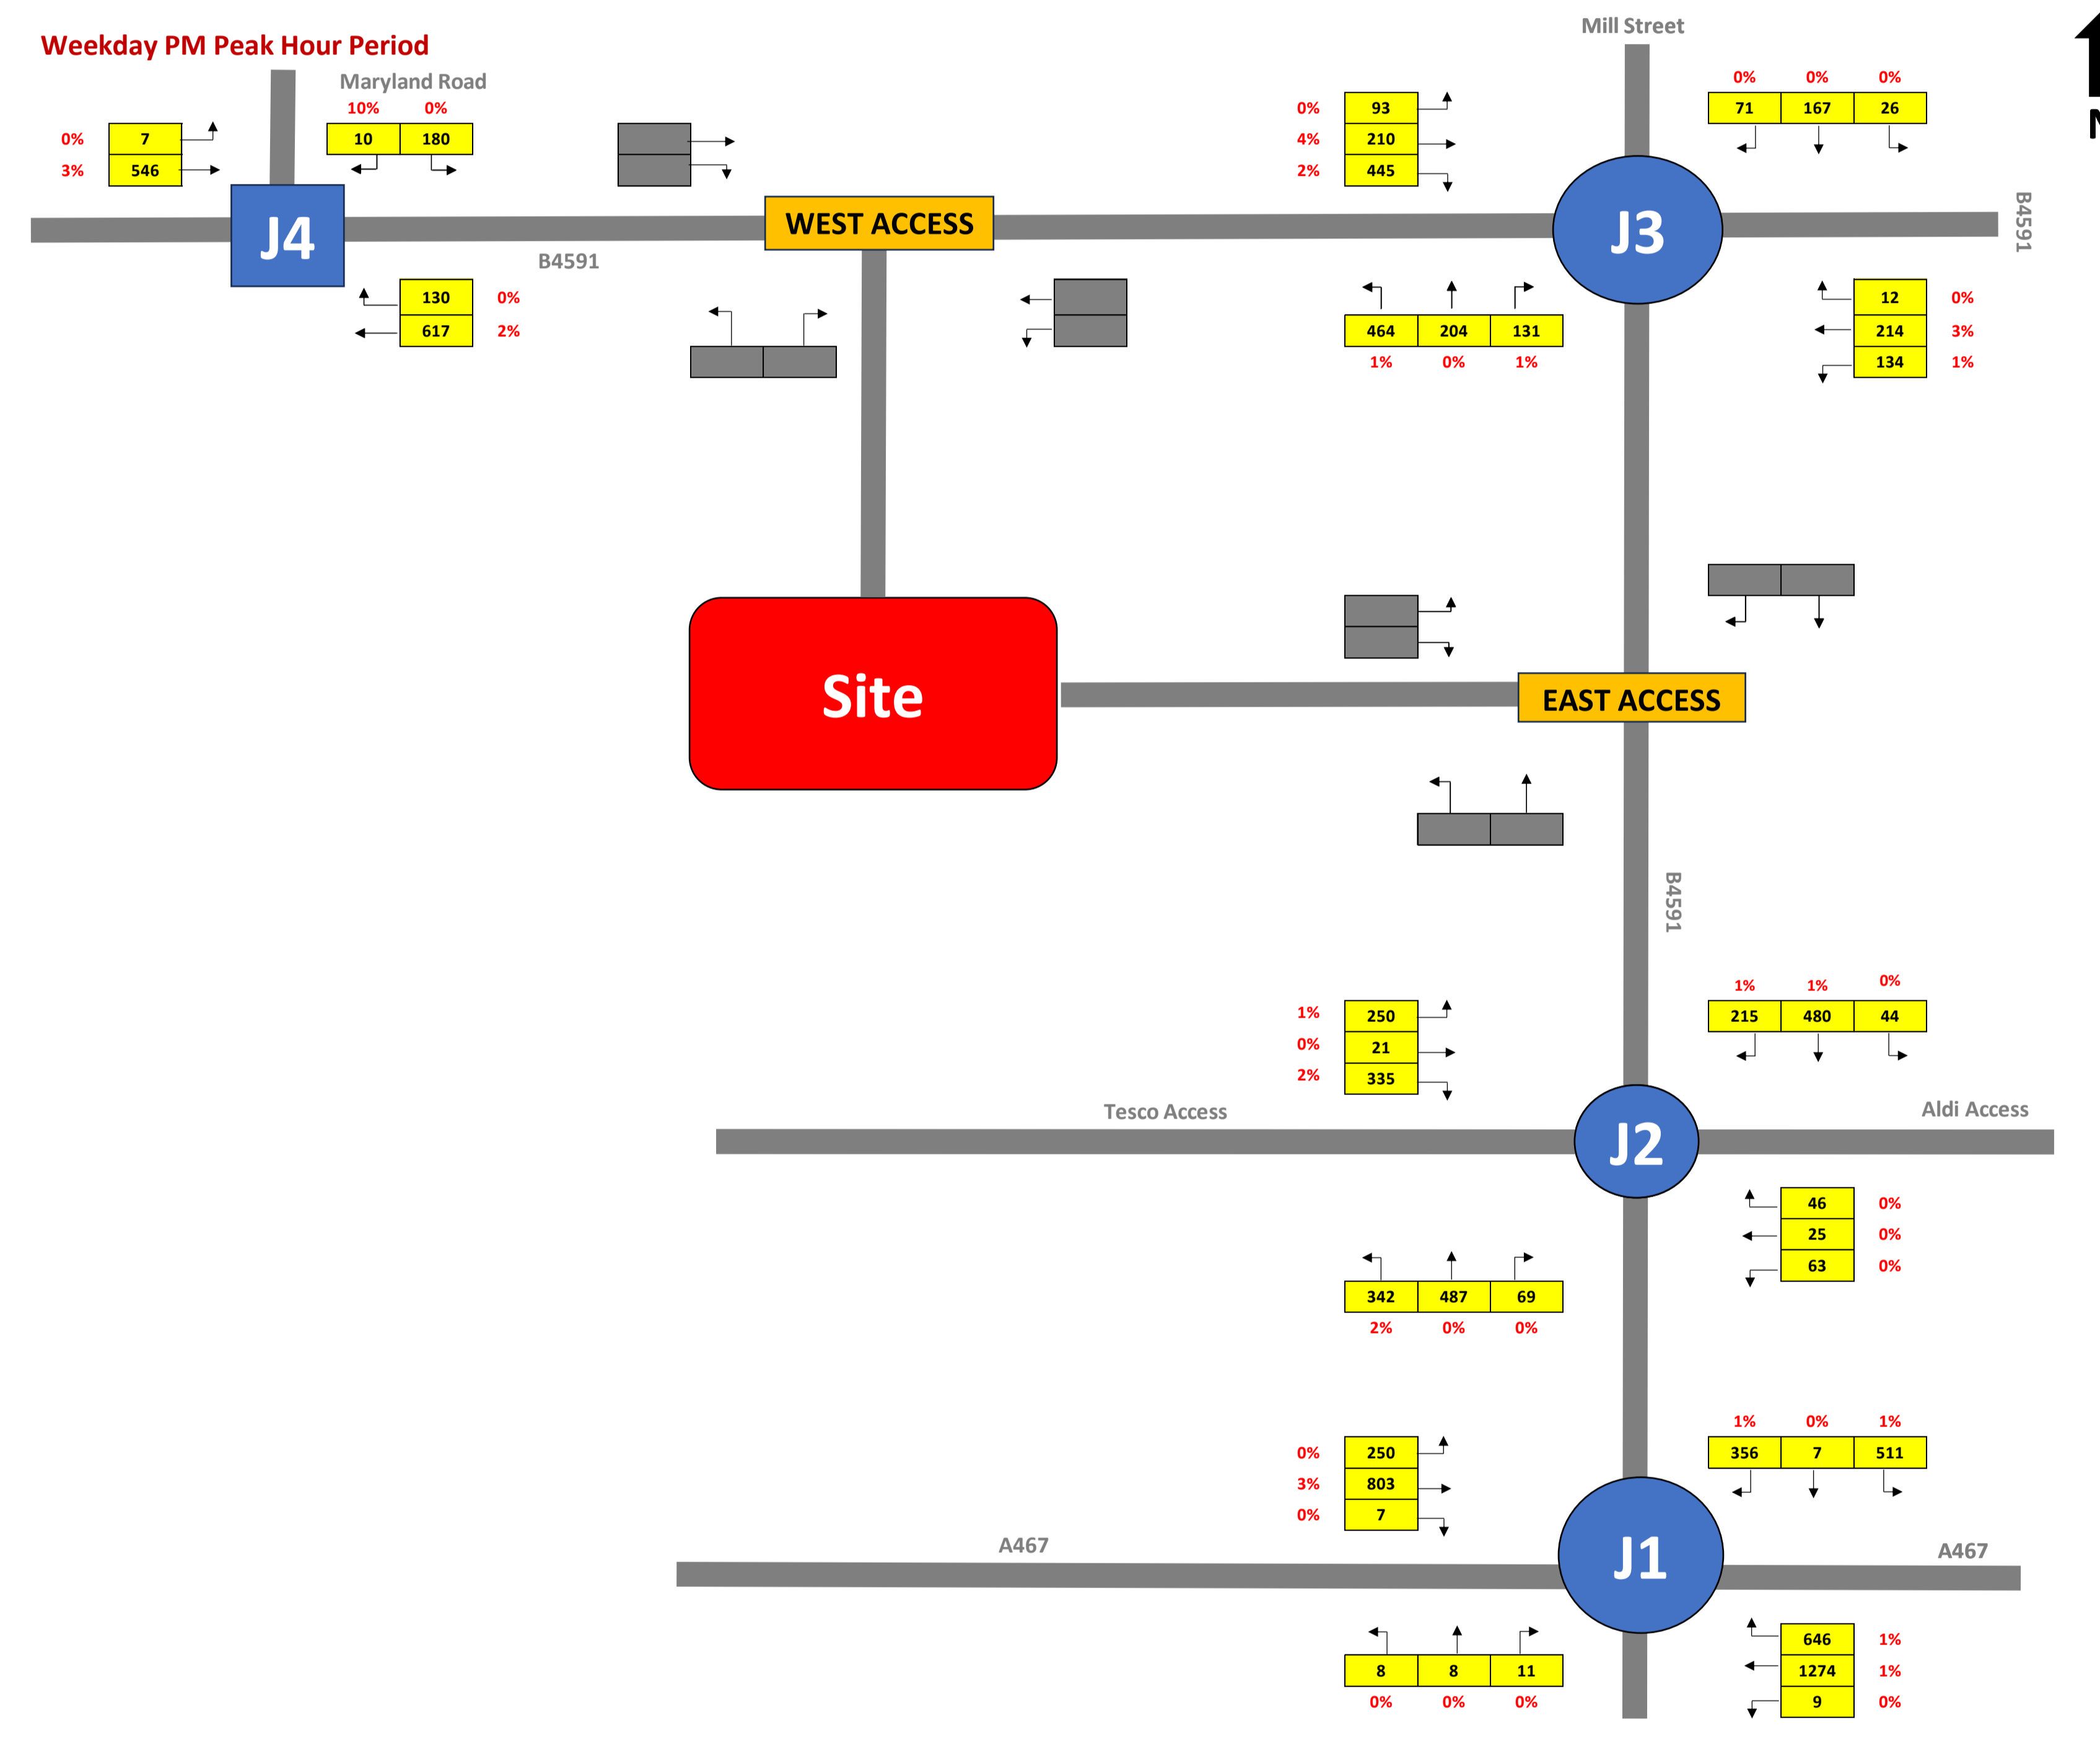 Mill Street
Weekday PM Peak Hour Period
Maryland Road
0% 0% 0%
71 167 26
10% 0%
10 180
0% 7
3% 546
0% 93
4% 210
2% 445
J4
WEST ACCESS
J3
B4591
B4591
130 0%
617 2%
464 204 131
1% 0% 1%
12 0%
214 3%
134 1%
Site
EAST ACCESS
B4591
1% 1% 0%
215 480 44
1% 250
0% 21
2% 335
Tesco Access
Aldi Access
J2
46 0%
25 0%
63 0%
342 487 69
2% 0% 0%
1% 0% 1%
356 7 511
0% 250
3% 803
0% 7
A467
A467
J1
8 8 11
0% 0% 0%
646 1%
1274 1%
9 0%